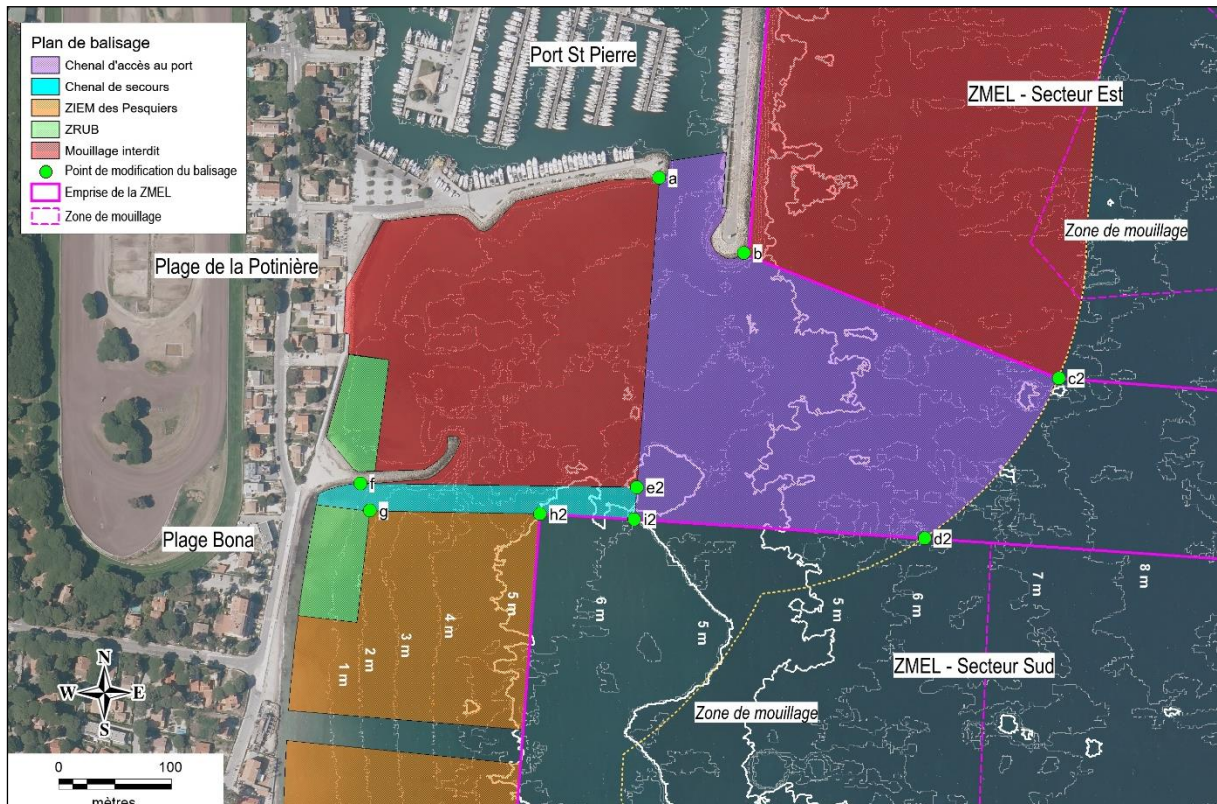 Plan de balisage
Chenal d'accès au port
Chenal de secours
ZIEM des Pesquiers
ZRUB
Mouillage interdit
Point de modification du balisage
Emprise de la ZMEL
Zone de mouillage
Port St Pierre
ZMEL - Secteur Est
a
Zone de mouillage
b
Plage de la Potinière
c2
f
e2
g
h2
i2
Plage Bona
d2
1 m
2 m
3 m
4 m
5 m
6 m
5 m
5 m
6 m
7 m
8 m
ZMEL - Secteur Sud
Zone de mouillage
N
W
E
S
0
100
mètres